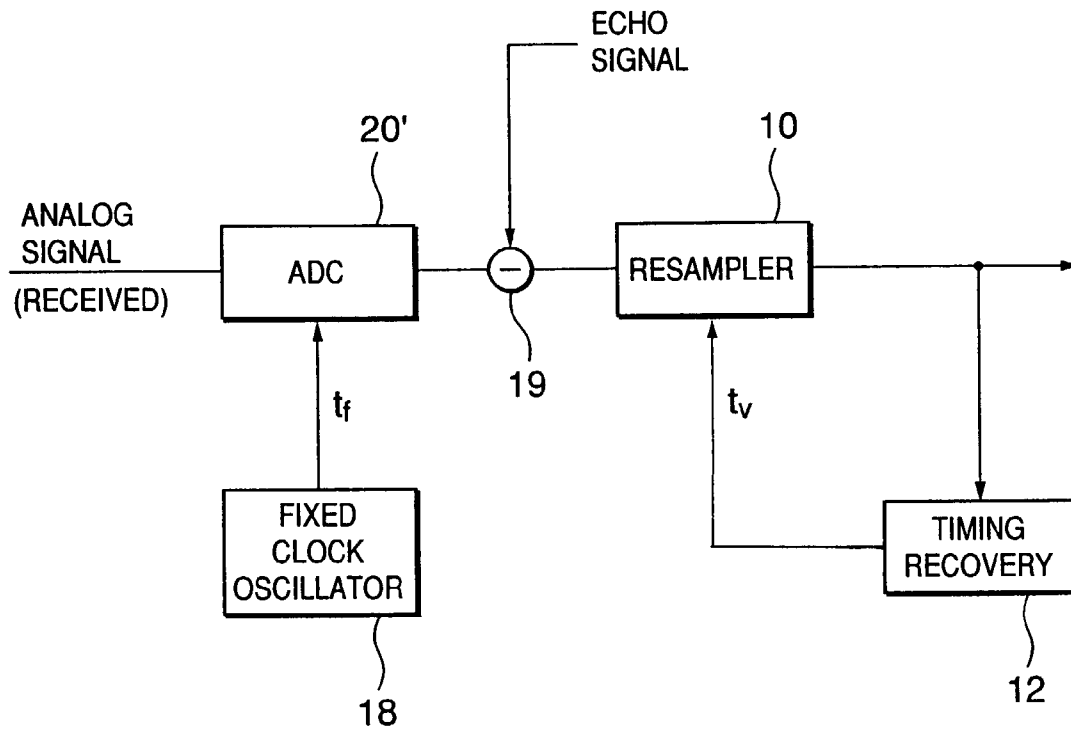 ECHO
SIGNAL
20'
10
ANALOG
SIGNAL
(RECEIVED)
ADC
−
RESAMPLER
19
tf
tv
FIXED
CLOCK
OSCILLATOR
TIMING
RECOVERY
18
12